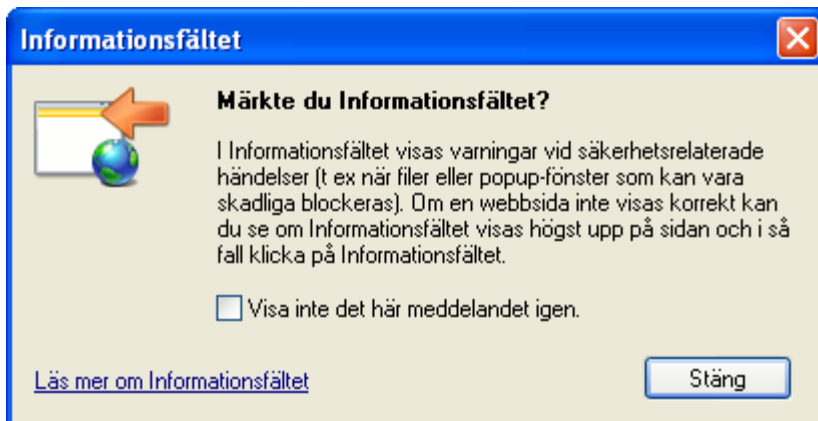 Informationsfältet
Märkte du Informationsfältet?
I Informationsfältet visas varningar vid säkerhetsrelaterade
händelser (t ex när filer eller popup-fönster som kan vara
skadliga blockeras). Om en webbsida inte visas korrekt kan
du se om Informationsfältet visas högst upp på sidan och i så
fall klicka på Informationsfältet.
Visa inte det här meddelandet igen.
Läs mer om Informationsfältet
Stäng